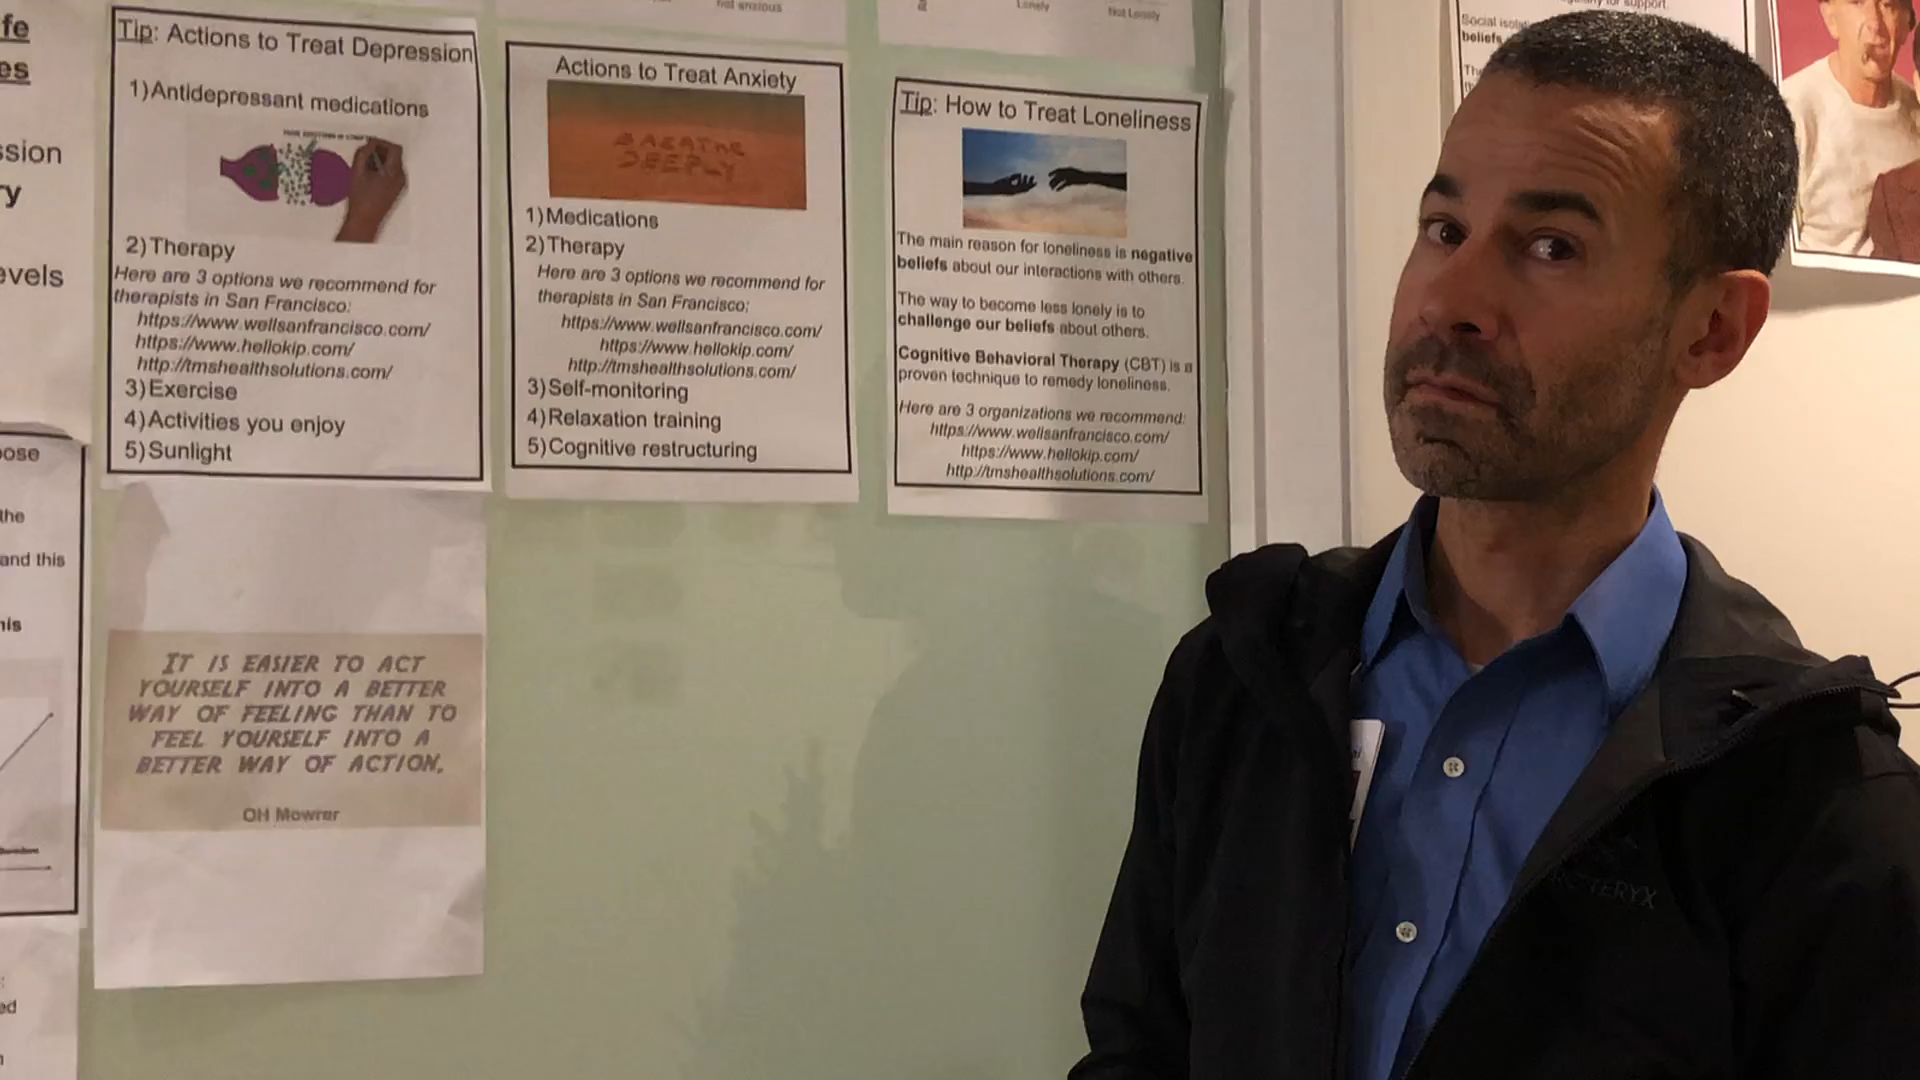 fe
es
ssion
ry
evels
ose
the
and this
his
ed
Tip: Actions to Treat Depression
1)Antidepressant medications
2)Therapy
Here are 3 options we recommend for
therapists in San Francisco:
https://www.wellsanfrancisco.com/
https://www.hellokip.com/
http://tmshealthsolutions.com/
3)Exercise
4)Activities you enjoy
5)Sunlight
IT IS EASIER TO ACT
YOURSELF INTO A BETTER
WAY OF FEELING THAN TO
FEEL YOURSELF INTO A
BETTER WAY OF ACTION.
OH Mowrer
not anxious
Actions to Treat Anxiety
BREATHE
DEEPLY
1)Medications
2)Therapy
Here are 3 options we recommend for
therapists in San Francisco:
https://www.wellsanfrancisco.com/
https://www.hellokip.com/
http://tmshealthsolutions.com/
3)Self-monitoring
4)Relaxation training
5)Cognitive restructuring
Lonely
Not Lonely
Tip: How to Treat Loneliness
The main reason for loneliness is negative
beliefs about our interactions with others.
The way to become less lonely is to
challenge our beliefs about others.
Cognitive Behavioral Therapy (CBT) is a
proven technique to remedy loneliness.
Here are 3 organizations we recommend:
https://www.wellsanfrancisco.com/
https://www.hellokip.com/
http://tmshealthsolutions.com/
for support.
Social
beliefs
ARC'TERYX